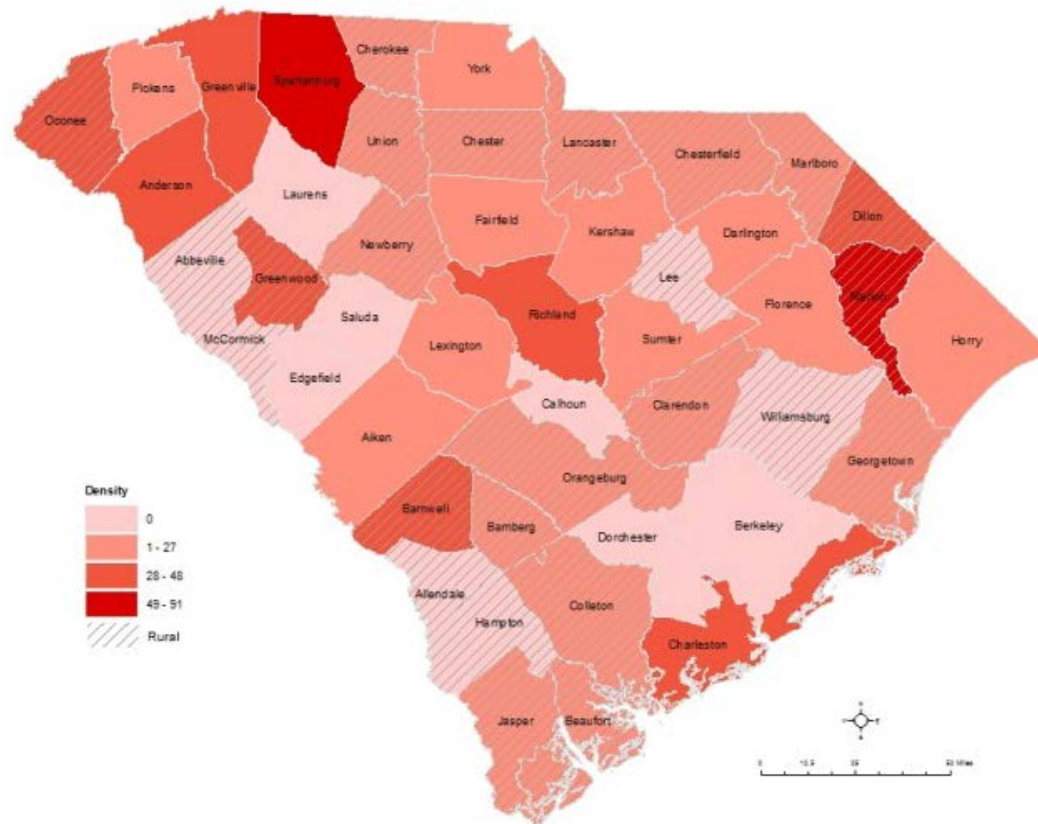 Cherokee
York
Spartanburg
Pickens
Greenville
Oconee
Union
Chester
Lancaster
Chesterfield
Marlboro
Anderson
Laurens
Dillon
Fairfield
Kershaw
Darlington
Newberry
Abbeville
Greenwood
Lee
Marion
Florence
Saluda
Richland
McCormick
Lexington
Sumter
Horry
Edgefield
Calhoun
Clarendon
Williamsburg
Aiken
Georgetown
Orangeburg
Barnwell
Bamberg
Dorchester
Berkeley
Allendale
Hampton
Colleton
Charleston
Jasper
Beaufort
Density
0
1 - 27
28 - 48
49 - 91
Rural
0 50 Miles